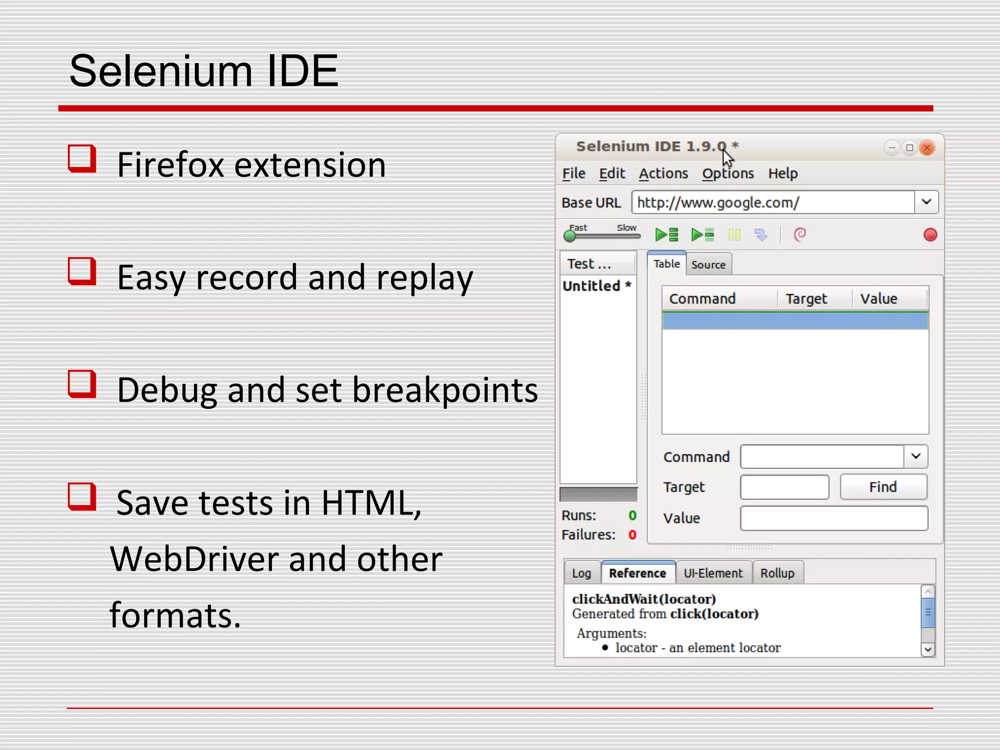 Selenium IDE
Firefox extension
Easy record and replay
Debug and set breakpoints
Save tests in HTML,
WebDriver and other
formats.
Selenium IDE 1.9.0 *
File Edit Actions Options Help
Base URL http://www.google.com/
Fast Slow
Test ...
Untitled *
Table Source
Command Target Value
Command
Target Find
Value
Runs: 0
Failures: 0
Log Reference UI-Element Rollup
clickAndWait(locator)
Generated from click(locator)
Arguments:
• locator - an element locator